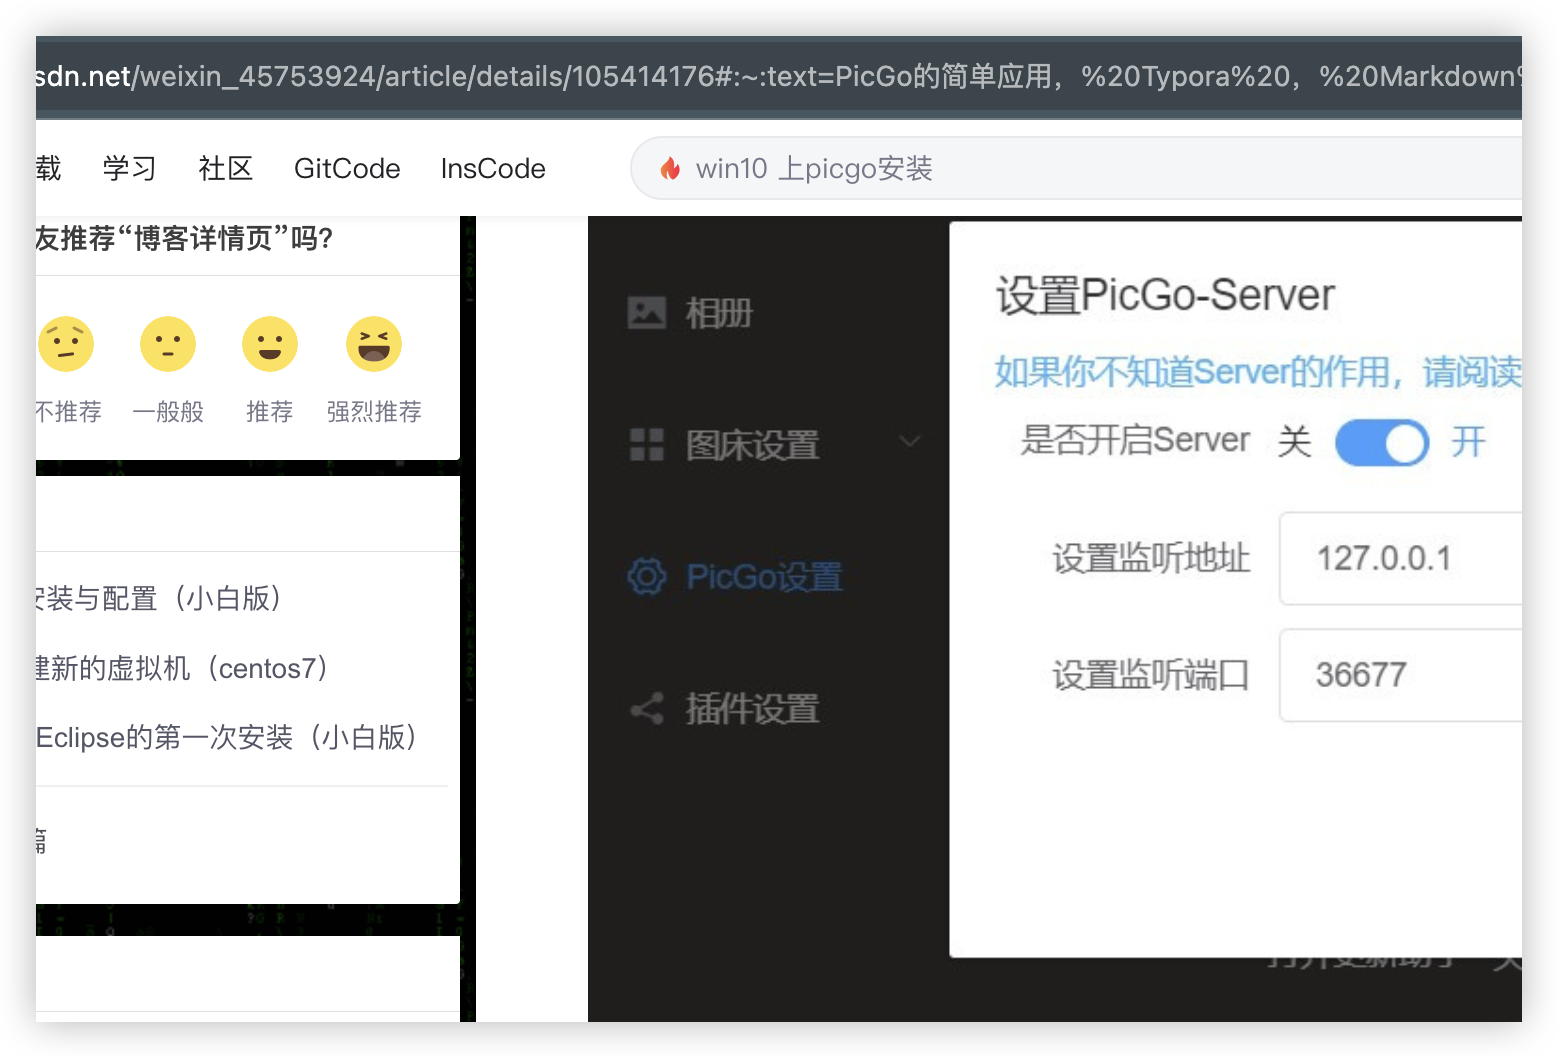 sdn.net/weixin_45753924/article/details/105414176#:~:text=PicGo的简单应用，%20Typora%20，%20Markdown%
载 学习 社区 GitCode InsCode
win10 上picgo安装
友推荐“博客详情页”吗?
不推荐 一般般 推荐 强烈推荐
安装与配置（小白版）
建新的虚拟机（centos7）
Eclipse的第一次安装（小白版）
篇
相册
图床设置
PicGo设置
插件设置
设置PicGo-Server
如果你不知道Server的作用，请阅读
是否开启Server 关 开
设置监听地址 127.0.0.1
设置监听端口 36677
打开更新助手